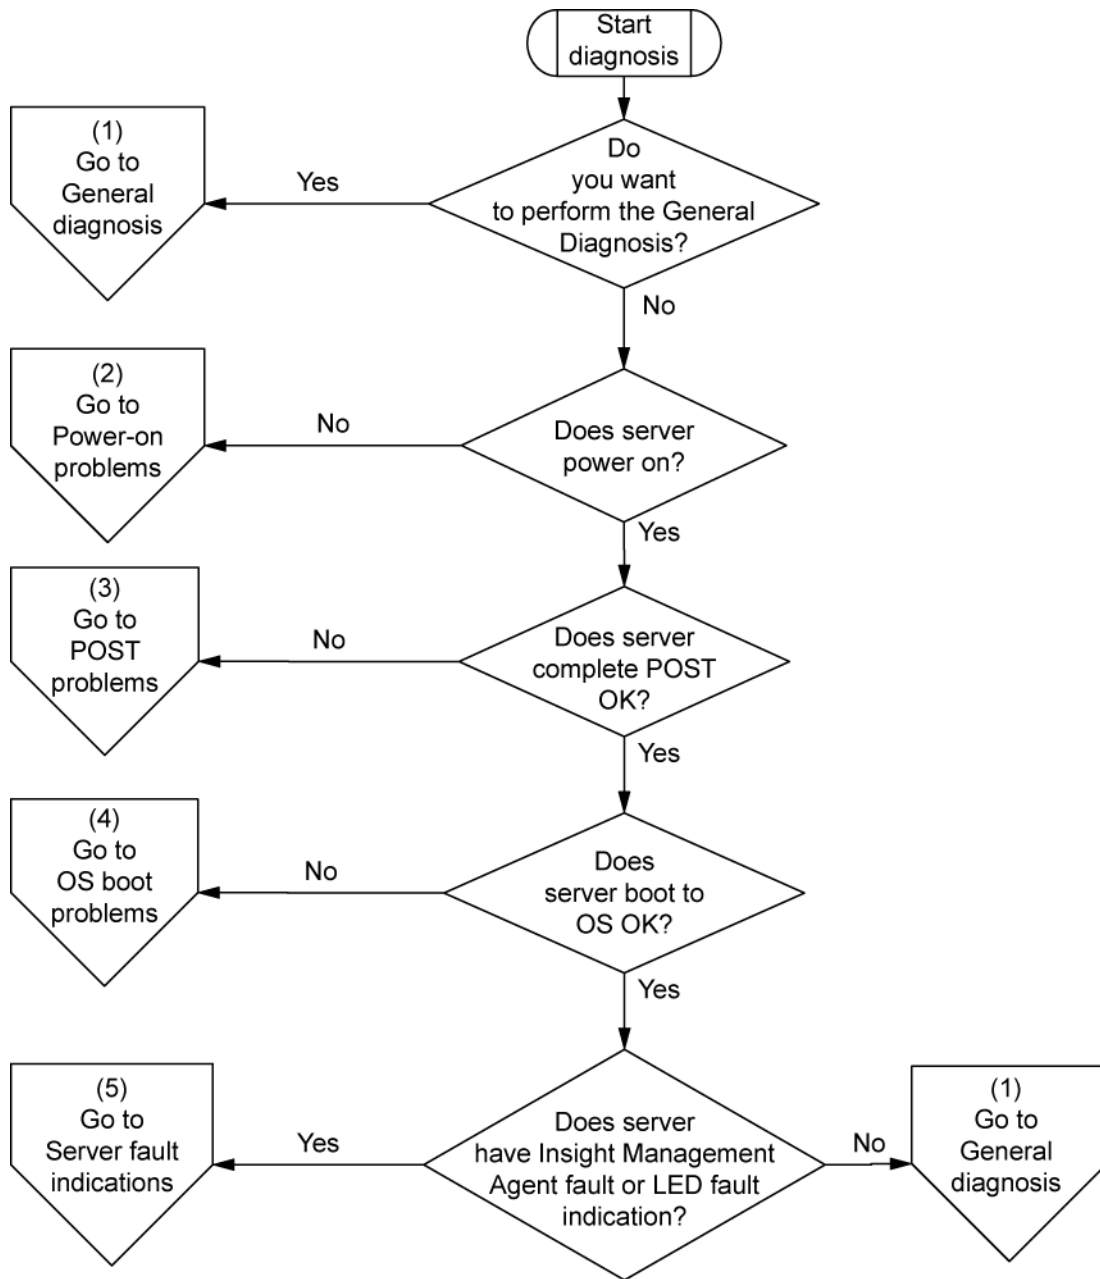 Start
diagnosis
Do
you want
to perform the General
Diagnosis?
Yes
(1)
Go to
General
diagnosis
No
Does server
power on?
No
(2)
Go to
Power-on
problems
Yes
Does server
complete POST
OK?
No
(3)
Go to
POST
problems
Yes
Does
server boot to
OS OK?
No
(4)
Go to
OS boot
problems
Yes
Does server
have Insight Management
Agent fault or LED fault
indication?
Yes
(5)
Go to
Server fault
indications
No
(1)
Go to
General
diagnosis